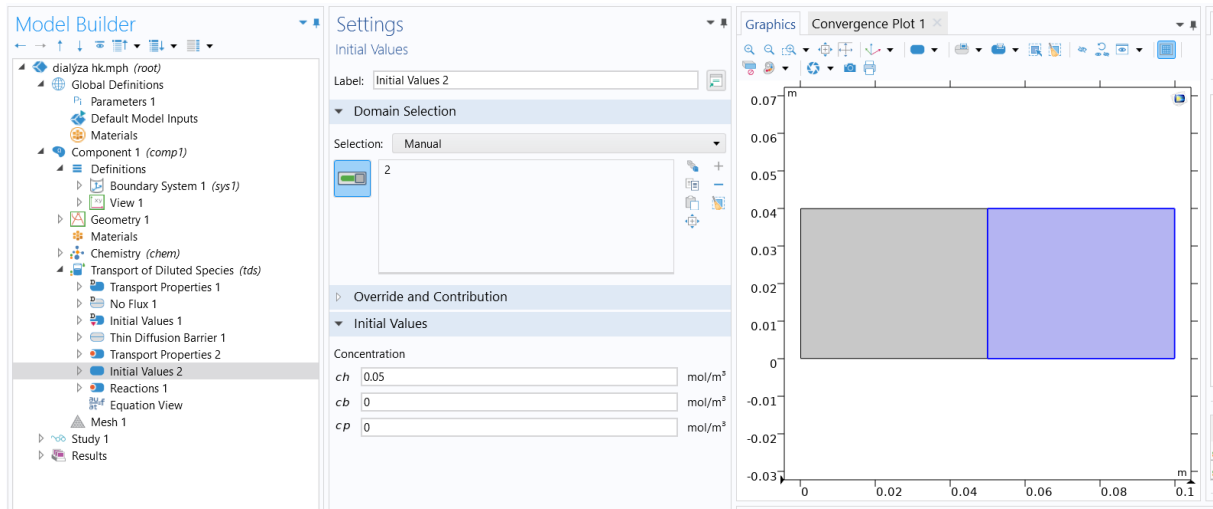 Model Builder
dialýza hk.mph (root)
Global Definitions
Pi Parameters 1
Default Model Inputs
Materials
Component 1 (comp1)
Definitions
Boundary System 1 (sys1)
View 1
Geometry 1
Materials
Chemistry (chem)
Transport of Diluted Species (tds)
Transport Properties 1
No Flux 1
Initial Values 1
Thin Diffusion Barrier 1
Transport Properties 2
Initial Values 2
Reactions 1
Equation View
Mesh 1
Study 1
Results
Settings
Initial Values
Label: Initial Values 2
Domain Selection
Selection: Manual
2
Override and Contribution
Initial Values
Concentration
ch 0.05 mol/m³
cb 0 mol/m³
cp 0 mol/m³
Graphics Convergence Plot 1
m
0.07
0.06
0.05
0.04
0.03
0.02
0.01
0
-0.01
-0.02
-0.03
m
0 0.02 0.04 0.06 0.08 0.1